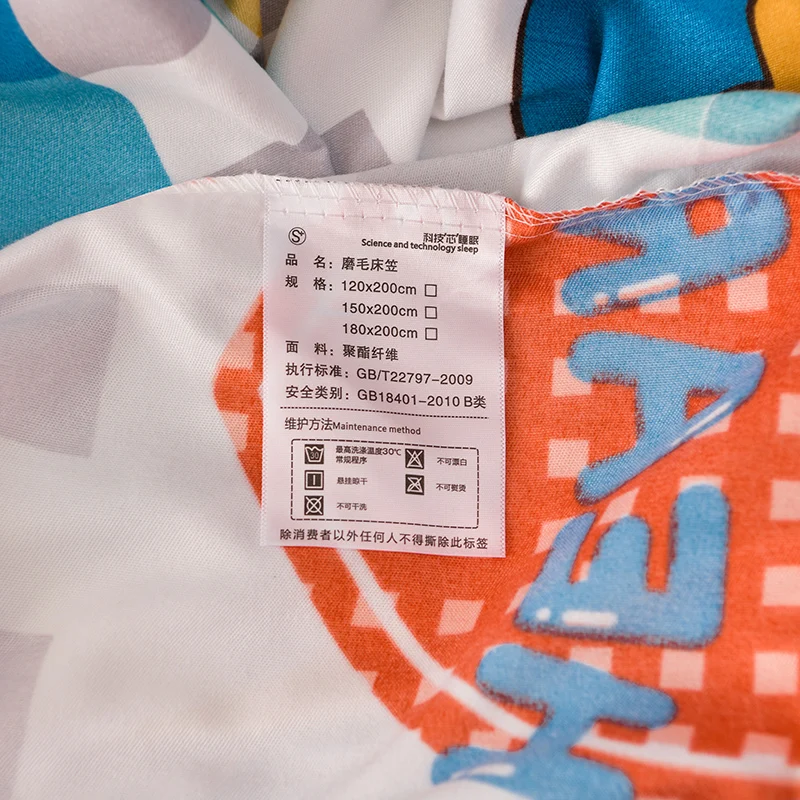 S+
科技芯睡眠
Science and technology sleep
品 名：磨毛床笠
规 格：120x200cm □
150x200cm □
180x200cm □
面 料：聚酯纤维
执行标准：GB/T22797-2009
安全类别：GB18401-2010 B类
维护方法Maintenance method
最高洗涤温度30℃
常规程序
不可漂白
悬挂晾干
不可熨烫
不可干洗
除消费者以外任何人不得撕除此标签